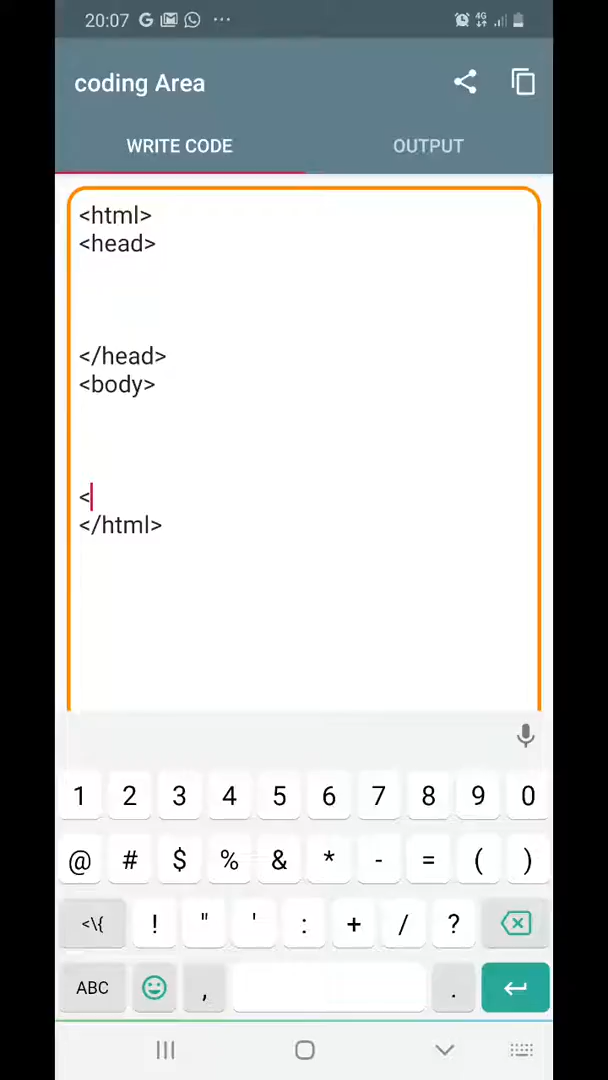 20:07 G ...
4G
coding Area
WRITE CODE OUTPUT
<html>
<head>
</head>
<body>
<
</html>
1 2 3 4 5 6 7 8 9 0
@ # $ % & * - = ( )
<\{ ! " ' : + / ?
ABC , .